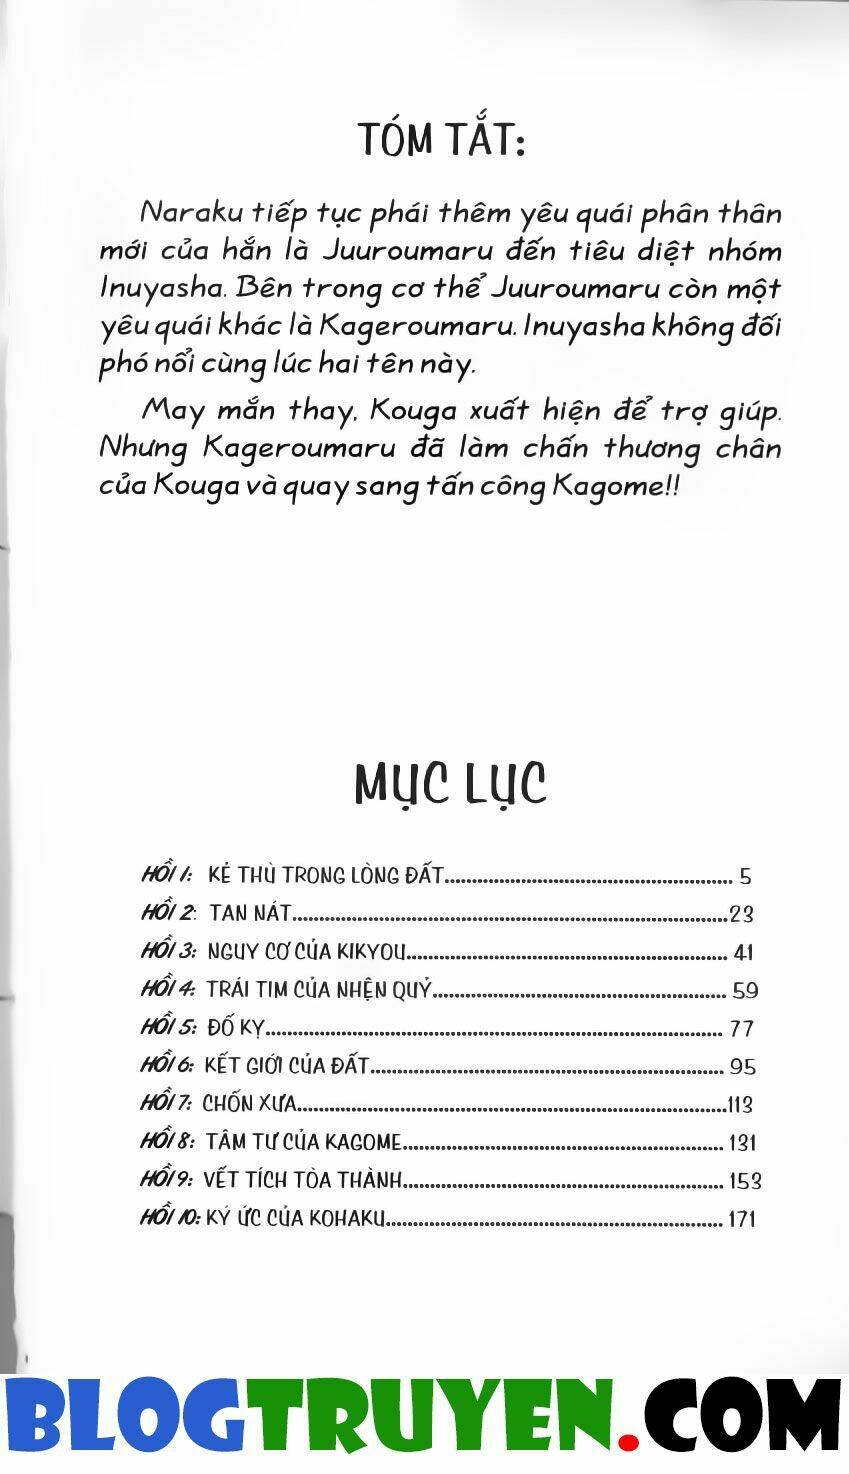 TÓM TẮT:
Naraku tiếp tục phái thêm yêu quái phân thân
mới của hắn là Juuroumaru đến tiêu diệt nhóm
Inuyasha. Bên trong cơ thể Juuroumaru còn một
yêu quái khác là Kageroumaru. Inuyasha không đối
phó nổi cùng lúc hai tên này.
May mắn thay, Kouga xuất hiện để trợ giúp.
Nhưng Kageroumaru đã làm chấn thương chân
của Kouga và quay sang tấn công Kagome!!
MỤC LỤC
HỒI 1: KẺ THÙ TRONG LÒNG ĐẤT.................................................... 5
HỒI 2: TAN NÁT..............................................................................23
HỒI 3: NGUY CƠ CỦA KIKYOU.......................................................... 41
HỒI 4: TRÁI TIM CỦA NHỆN QUỶ..................................................... 59
HỒI 5: ĐỐ KỴ.................................................................................. 77
HỒI 6: KẾT GIỚI CỦA ĐẤT................................................................ 95
HỒI 7: CHỐN XƯA.............................................................................113
HỒI 8: TÂM TƯ CỦA KAGOME.......................................................... 131
HỒI 9: VẾT TÍCH TÒA THÀNH.......................................................... 153
HỒI 10: KÝ ỨC CỦA KOHAKU............................................................. 171
BLOGTRUYEN.COM